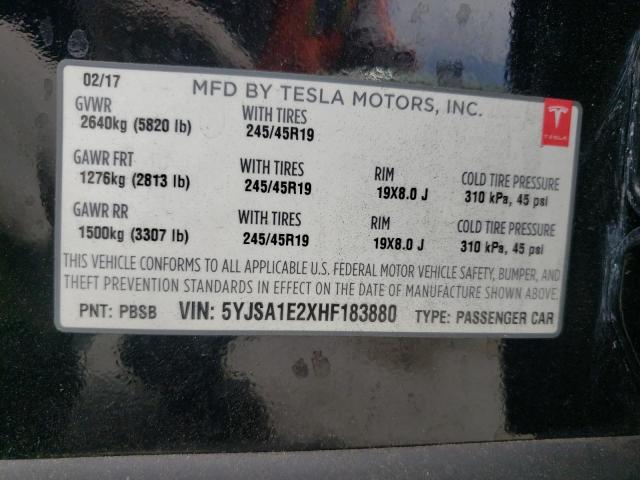 02/17 MFD BY TESLA MOTORS, INC.
GVWR WITH TIRES
2640kg (5820 lb) 245/45R19
TESLA
GAWR FRT WITH TIRES RIM COLD TIRE PRESSURE
1276kg (2813 lb) 245/45R19 19X8.0 J 310 kPa, 45 psi
GAWR RR WITH TIRES RIM COLD TIRE PRESSURE
1500kg (3307 lb) 245/45R19 19X8.0 J 310 kPa, 45 psi
THIS VEHICLE CONFORMS TO ALL APPLICABLE U.S. FEDERAL MOTOR VEHICLE SAFETY, BUMPER, AND
THEFT PREVENTION STANDARDS IN EFFECT ON THE DATE OF MANUFACTURE SHOWN ABOVE.
PNT: PBSB VIN: 5YJSA1E2XHF183880 TYPE: PASSENGER CAR